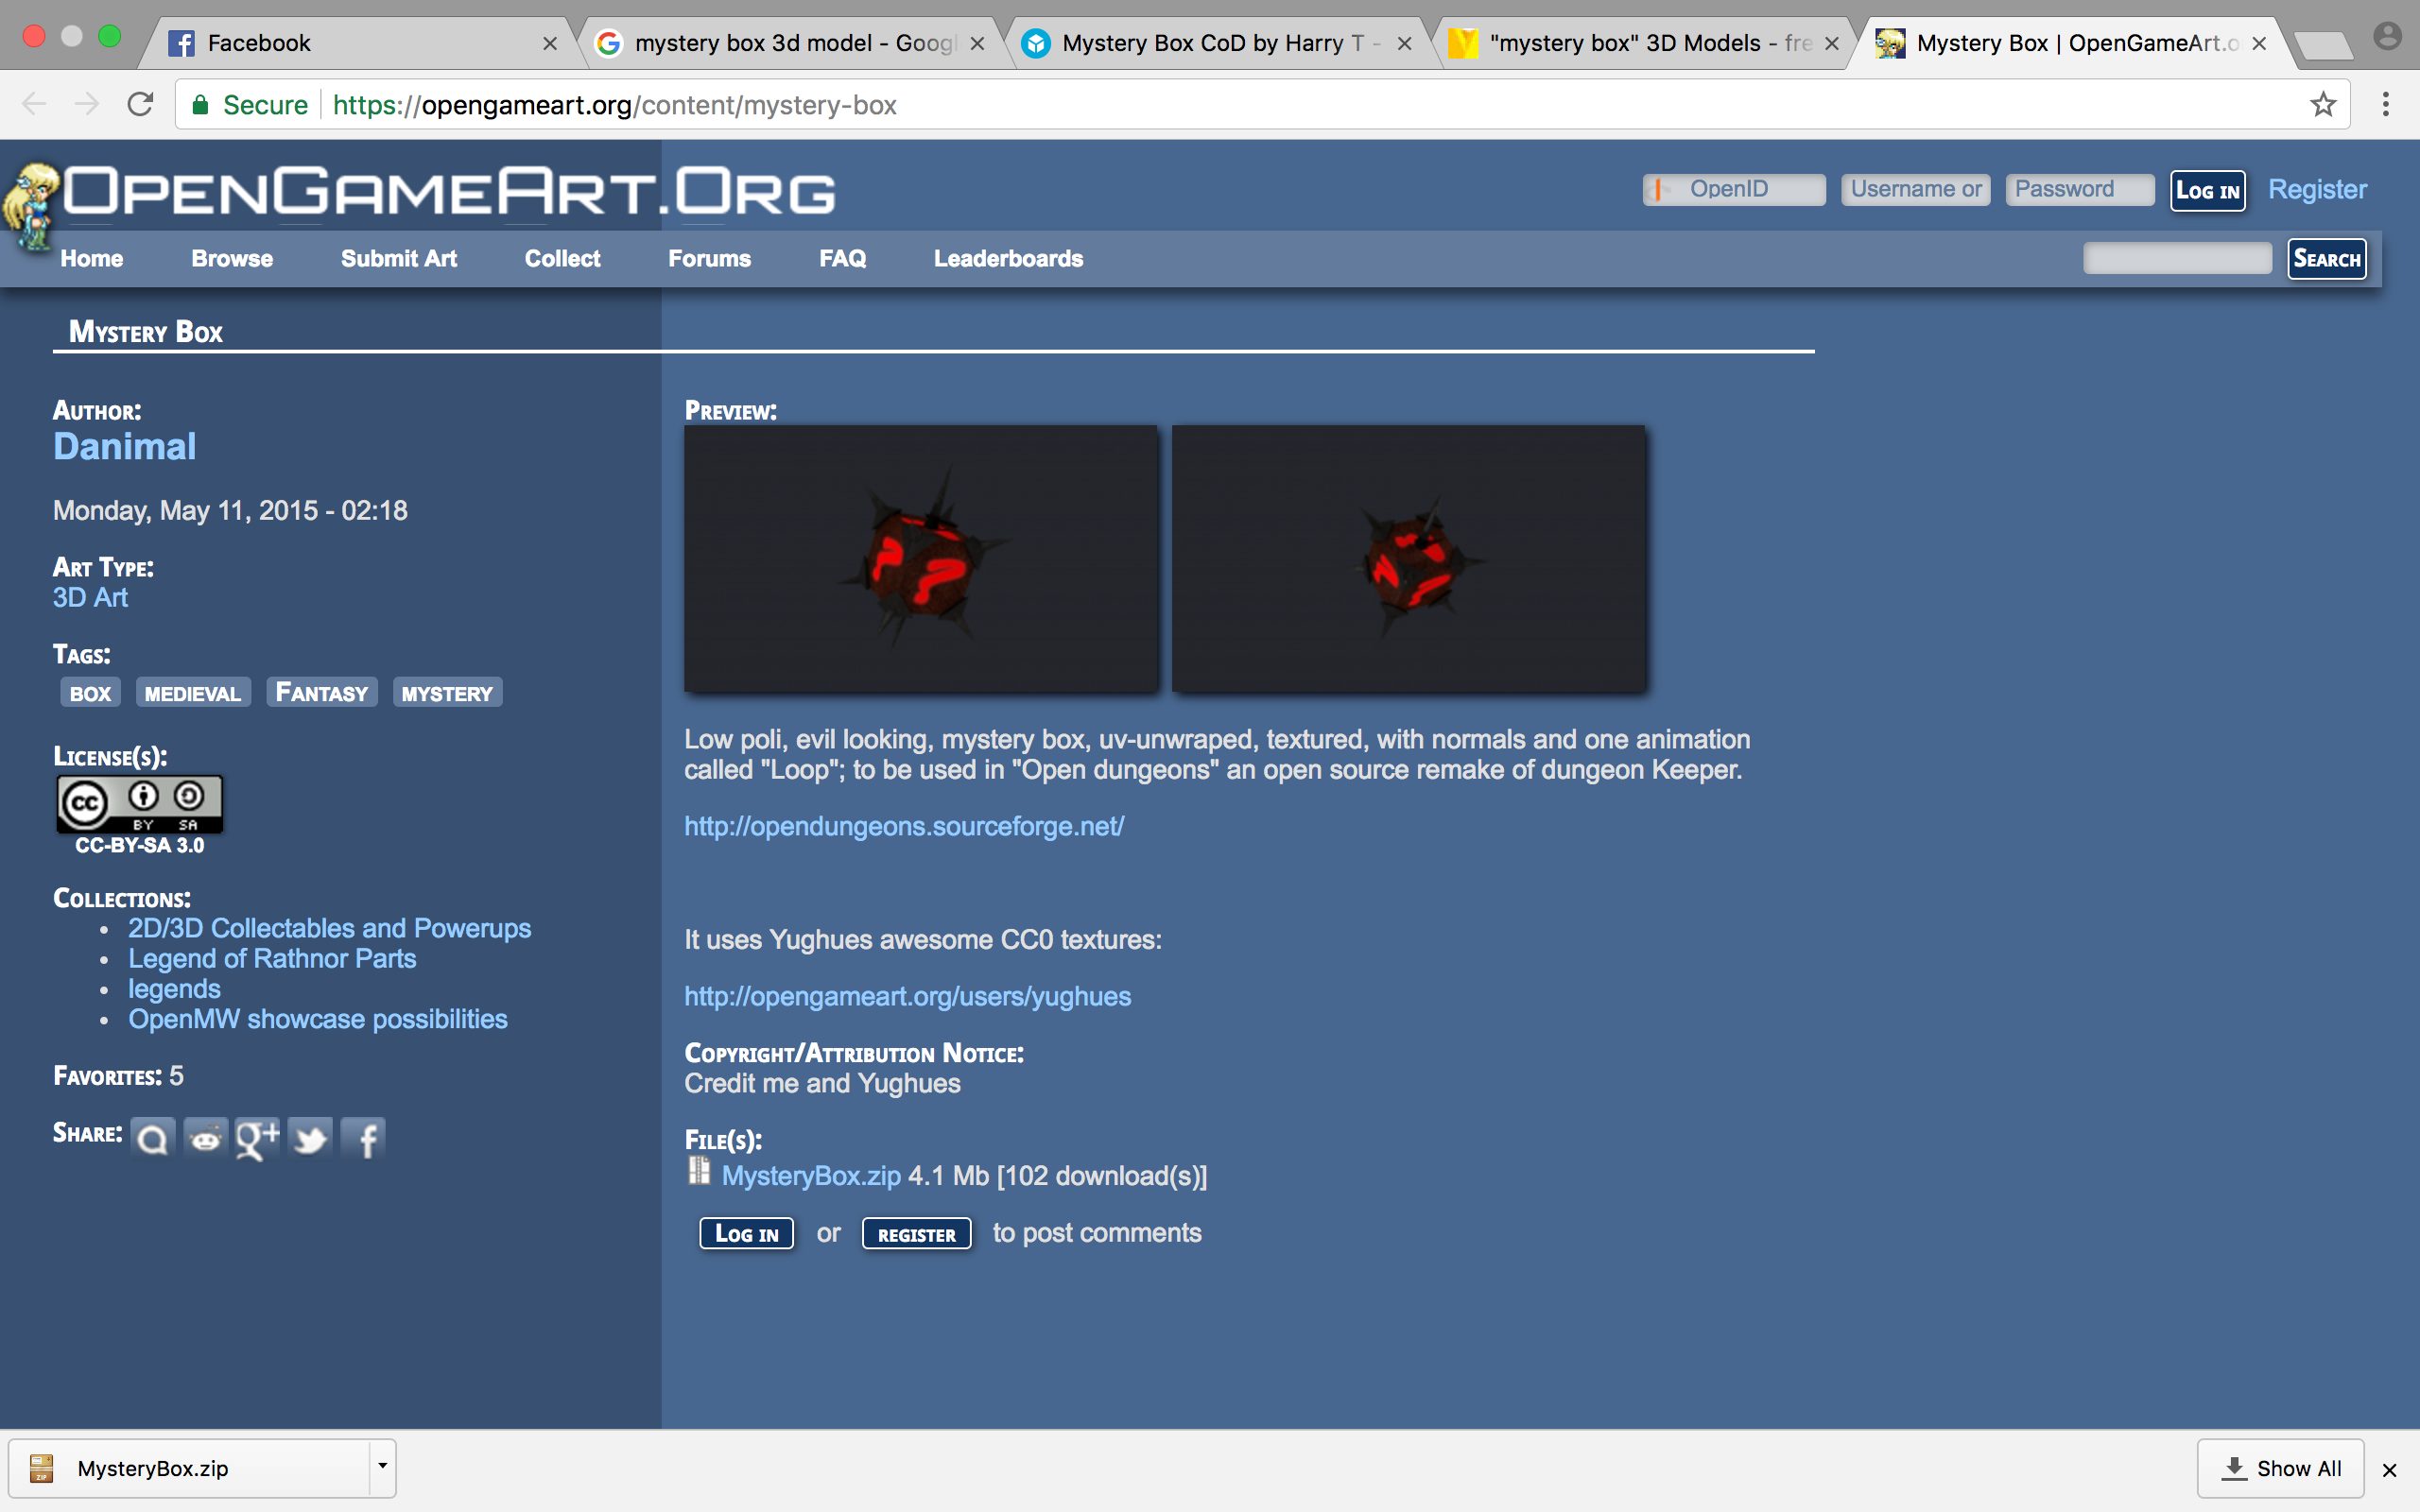 Facebook
mystery box 3d model - Googl
Mystery Box CoD by Harry T -
"mystery box" 3D Models - fre
Mystery Box | OpenGameArt.o
Secure https://opengameart.org/content/mystery-box
OpenGameArt.Org
OpenID
Username or
Password
Log in
Register
Home
Browse
Submit Art
Collect
Forums
FAQ
Leaderboards
Search
Mystery Box
Author:
Danimal
Monday, May 11, 2015 - 02:18
Art Type:
3D Art
Tags:
box medieval Fantasy mystery
License(s):
cc BY SA
CC-BY-SA 3.0
Collections:
• 2D/3D Collectables and Powerups
• Legend of Rathnor Parts
• legends
• OpenMW showcase possibilities
Favorites: 5
Share:
g+
f
Preview:
Low poli, evil looking, mystery box, uv-unwraped, textured, with normals and one animation
called "Loop"; to be used in "Open dungeons" an open source remake of dungeon Keeper.
http://opendungeons.sourceforge.net/
It uses Yughues awesome CC0 textures:
http://opengameart.org/users/yughues
Copyright/Attribution Notice:
Credit me and Yughues
File(s):
MysteryBox.zip 4.1 Mb [102 download(s)]
Log in or register to post comments
ZIP
MysteryBox.zip
Show All